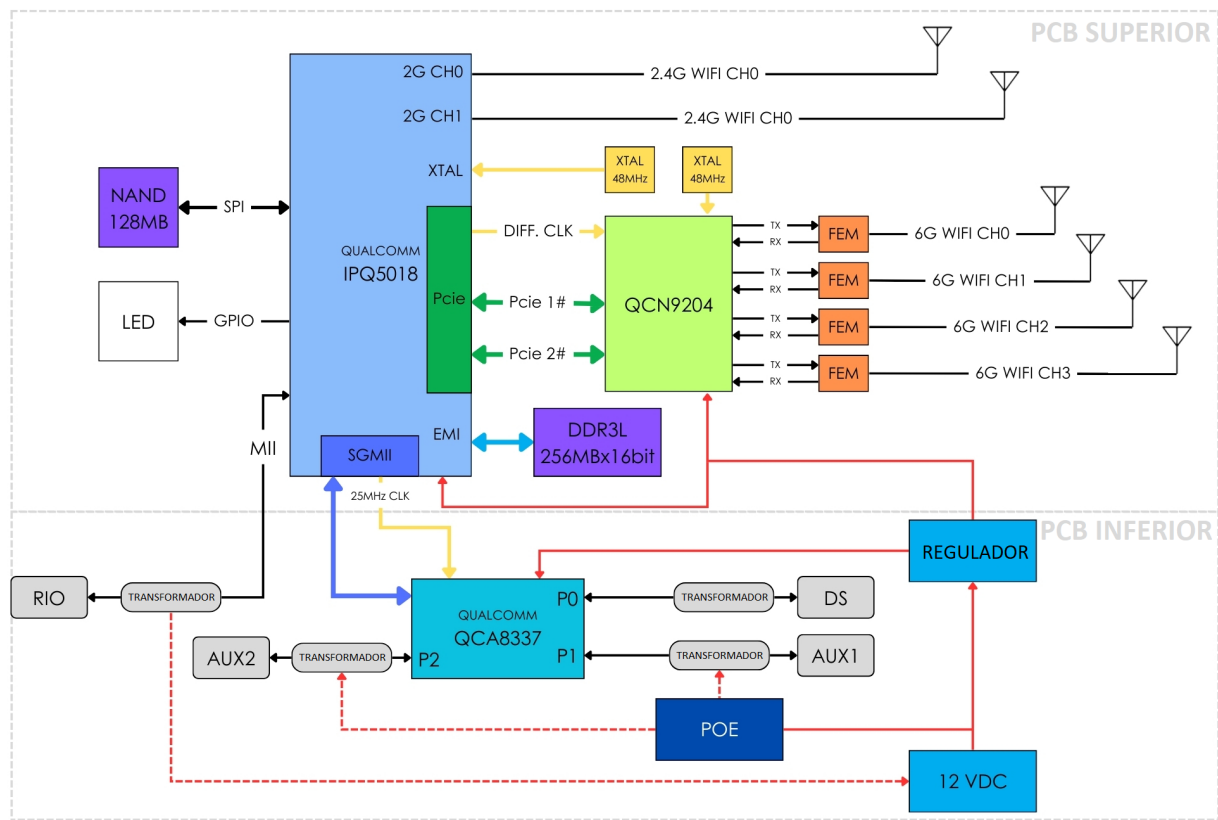 PCB SUPERIOR
2G CH0
2.4G WIFI CH0
2G CH1
2.4G WIFI CH0
XTAL
XTAL
48MHz
XTAL
48MHz
NAND
128MB
SPI
DIFF. CLK
QUALCOMM
IPQ5018
Pcie
Pcie 1#
Pcie 2#
QCN9204
TX
RX
FEM
6G WIFI CH0
TX
RX
FEM
6G WIFI CH1
TX
RX
FEM
6G WIFI CH2
TX
RX
FEM
6G WIFI CH3
LED
GPIO
MII
EMI
DDR3L
256MBx16bit
SGMII
25MHz CLK
PCB INFERIOR
REGULADOR
RIO
TRANSFORMADOR
QUALCOMM
QCA8337
P0
P1
P2
TRANSFORMADOR
DS
AUX2
TRANSFORMADOR
TRANSFORMADOR
AUX1
POE
12 VDC